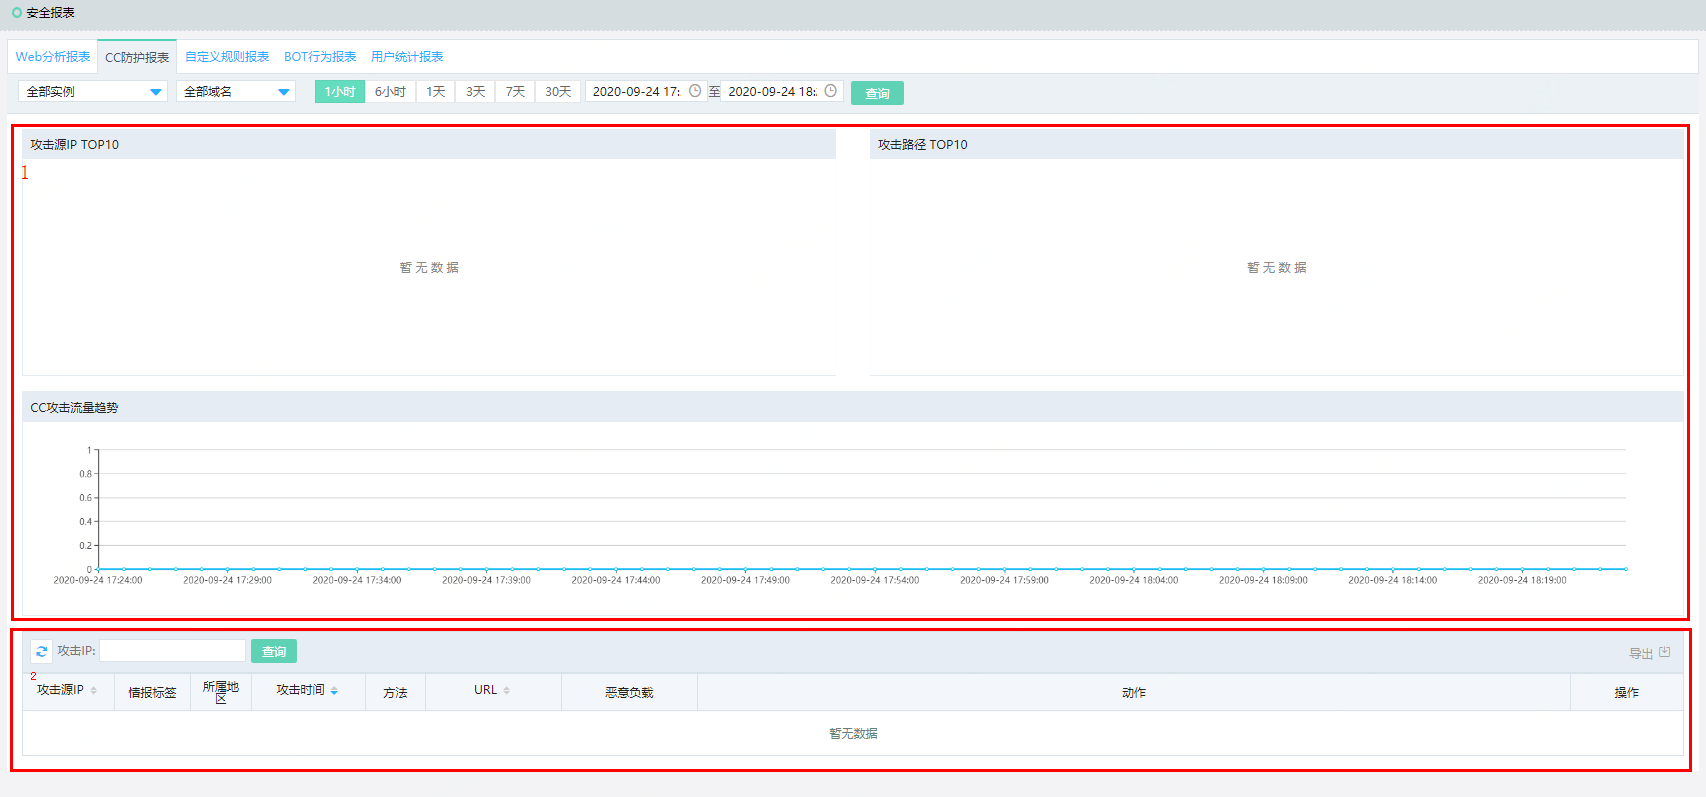 安全报表
Web分析报表 CC防护报表 自定义规则报表 BOT行为报表 用户统计报表
全部实例 全部域名 1小时 6小时 1天 3天 7天 30天 2020-09-24 17: 至 2020-09-24 18: 查询
攻击源IP TOP10 攻击路径 TOP10
1
暂无数据 暂无数据
CC攻击流量趋势
1
0.8
0.6
0.4
0.2
0
2020-09-24 17:24:00 2020-09-24 17:29:00 2020-09-24 17:34:00 2020-09-24 17:39:00 2020-09-24 17:44:00 2020-09-24 17:49:00 2020-09-24 17:54:00 2020-09-24 17:59:00 2020-09-24 18:04:00 2020-09-24 18:09:00 2020-09-24 18:14:00 2020-09-24 18:19:00
攻击IP: 查询 导出
2
攻击源IP 情报标签 所属地区 攻击时间 方法 URL 恶意负载 动作 操作
暂无数据